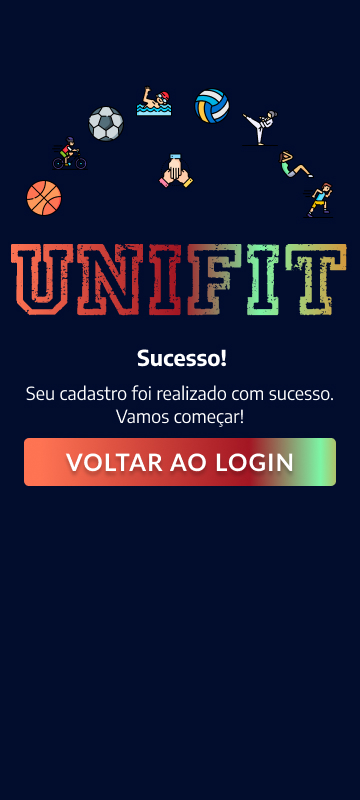 UNIFIT
Sucesso!
Seu cadastro foi realizado com sucesso.
Vamos começar!
VOLTAR AO LOGIN